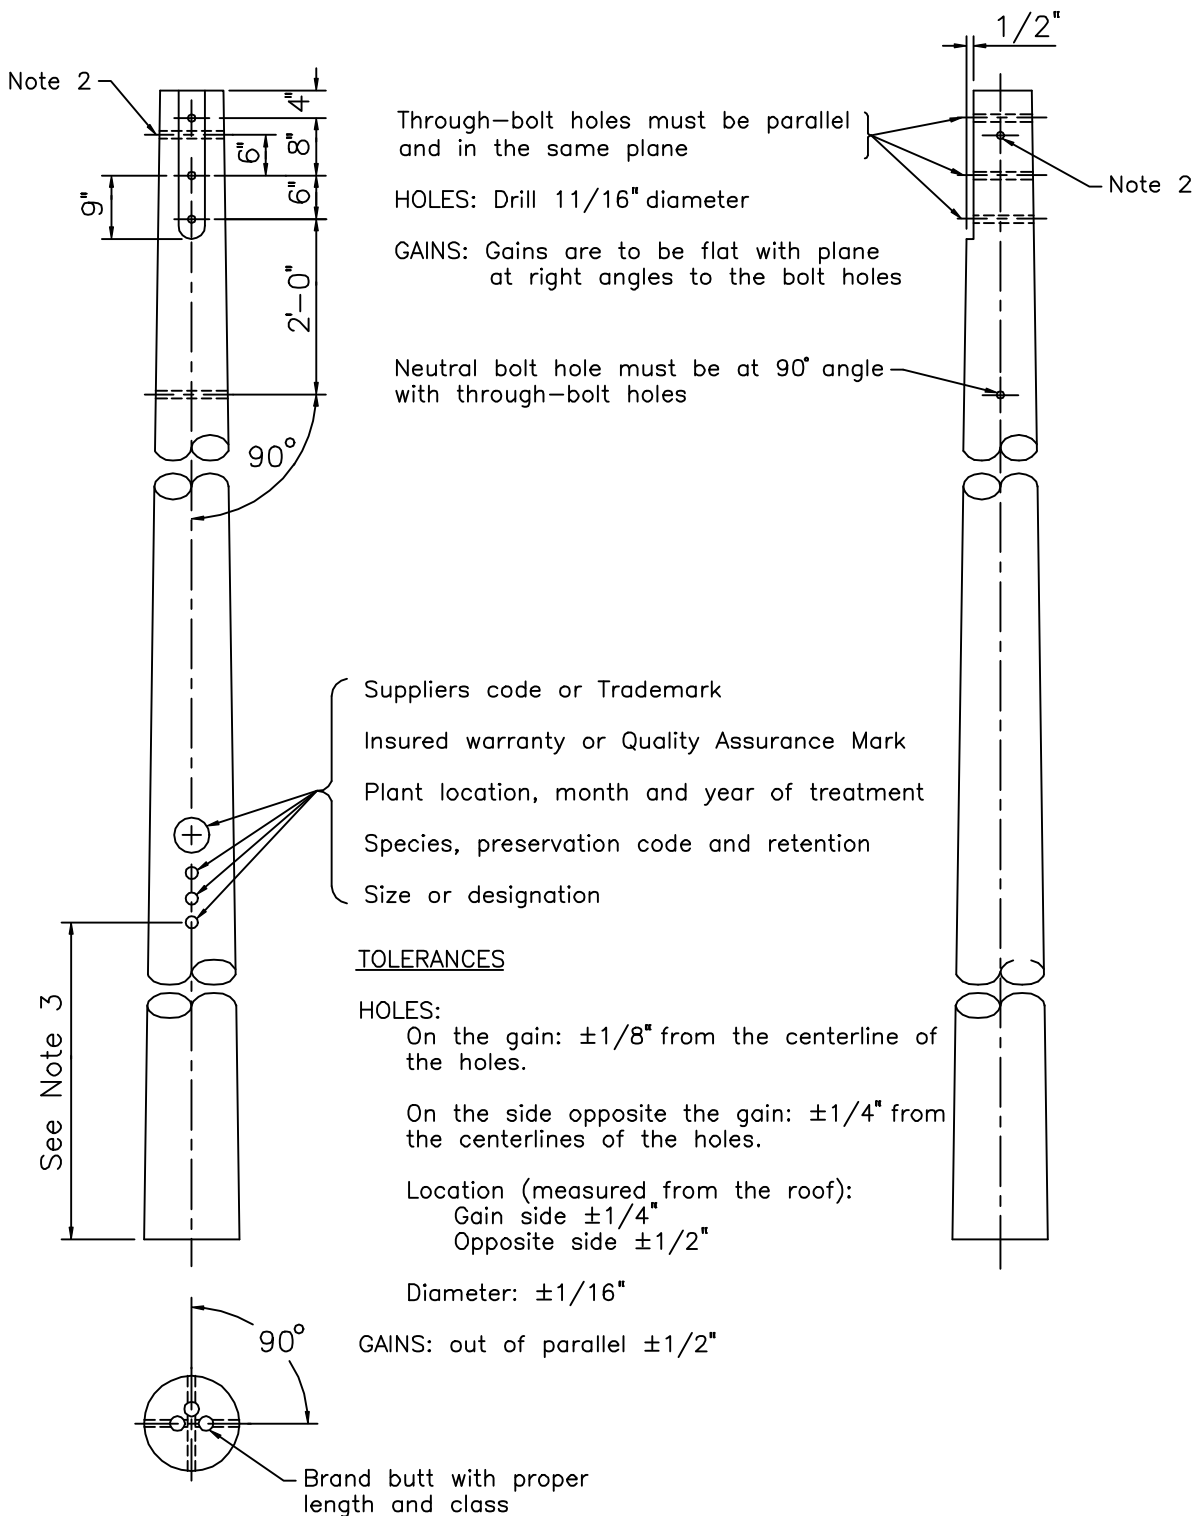 1/2"
Note 2
4"
8"
6"
6"
9"
2'-0"
Through-bolt holes must be parallel
and in the same plane
Note 2
HOLES: Drill 11/16" diameter
GAINS: Gains are to be flat with plane
at right angles to the bolt holes
Neutral bolt hole must be at 90° angle
with through-bolt holes
90°
Suppliers code or Trademark
Insured warranty or Quality Assurance Mark
Plant location, month and year of treatment
Species, preservation code and retention
Size or designation
See Note 3
TOLERANCES
HOLES:
On the gain: ±1/8" from the centerline of
the holes.
On the side opposite the gain: ±1/4" from
the centerlines of the holes.
Location (measured from the roof):
Gain side ±1/4"
Opposite side ±1/2"
Diameter: ±1/16"
GAINS: out of parallel ±1/2"
90°
Brand butt with proper
length and class